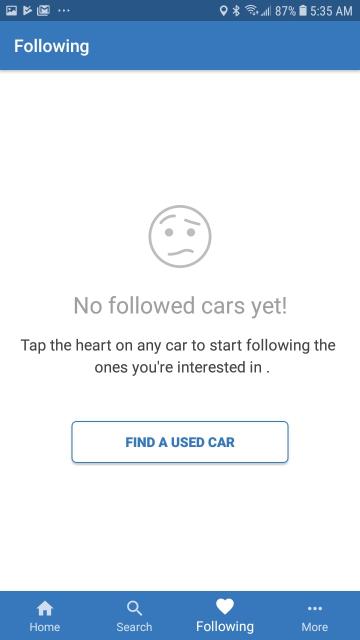 87% 5:35 AM
Following
No followed cars yet!
Tap the heart on any car to start following the
ones you're interested in .
FIND A USED CAR
Home Search Following More